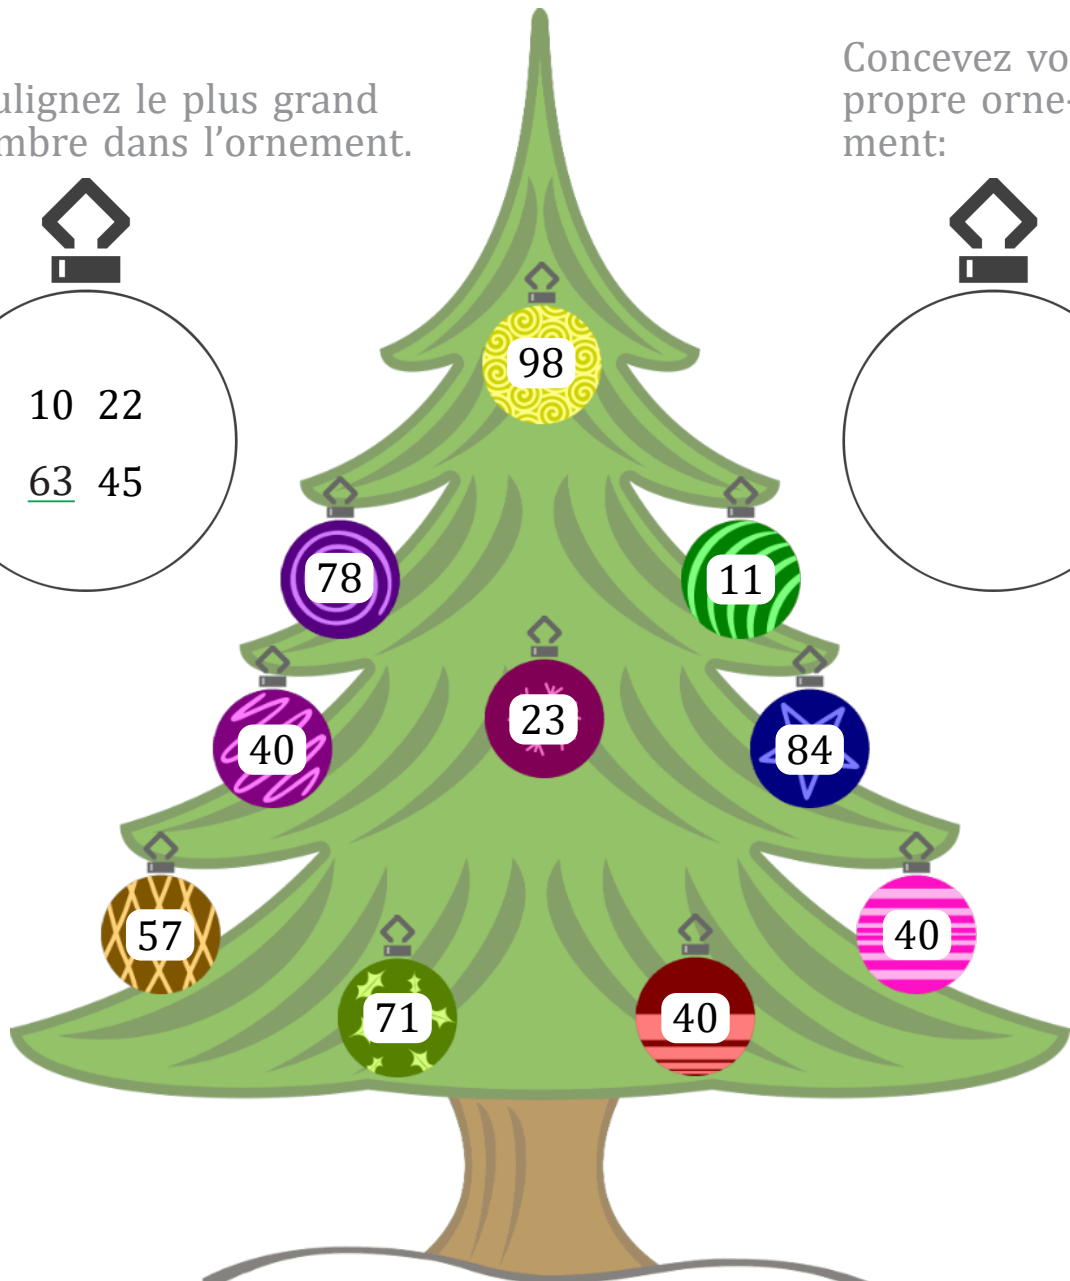 ulignez le plus grand
mbre dans l'ornement.
Concevez vo
propre orne-
ment:
10 22
63 45
98
78
11
23
40
84
57
40
71
40